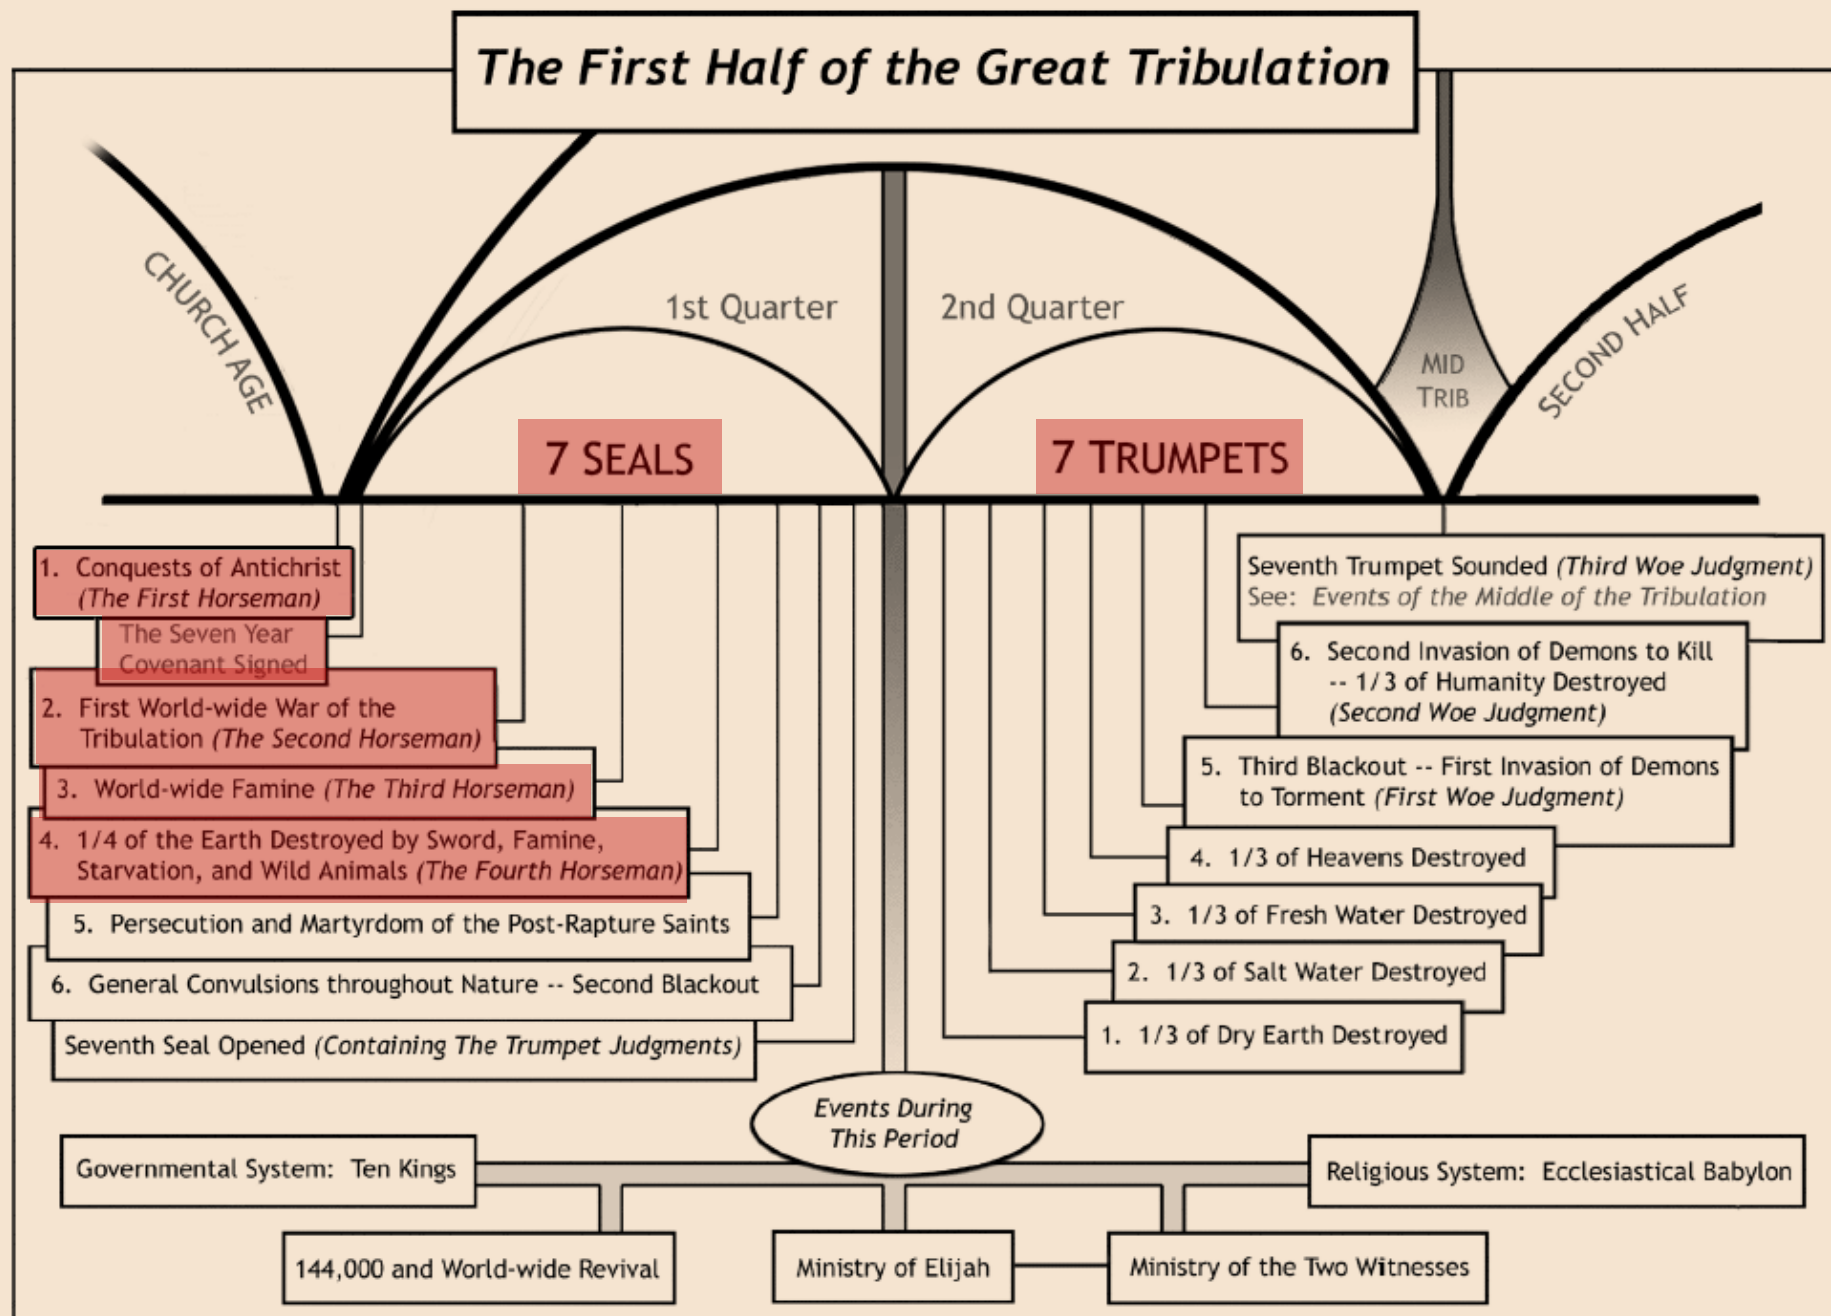 The First Half of the Great Tribulation
CHURCH AGE
1st Quarter
2nd Quarter
MID
TRIB
SECOND HALF
7 SEALS
7 TRUMPETS
1. Conquests of Antichrist
(The First Horseman)
The Seven Year
Covenant Signed
2. First World-wide War of the
Tribulation (The Second Horseman)
3. World-wide Famine (The Third Horseman)
4. 1/4 of the Earth Destroyed by Sword, Famine,
Starvation, and Wild Animals (The Fourth Horseman)
5. Persecution and Martyrdom of the Post-Rapture Saints
6. General Convulsions throughout Nature -- Second Blackout
Seventh Seal Opened (Containing The Trumpet Judgments)
Seventh Trumpet Sounded (Third Woe Judgment)
See: Events of the Middle of the Tribulation
6. Second Invasion of Demons to Kill
-- 1/3 of Humanity Destroyed
(Second Woe Judgment)
5. Third Blackout -- First Invasion of Demons
to Torment (First Woe Judgment)
4. 1/3 of Heavens Destroyed
3. 1/3 of Fresh Water Destroyed
2. 1/3 of Salt Water Destroyed
1. 1/3 of Dry Earth Destroyed
Events During
This Period
Governmental System: Ten Kings
Religious System: Ecclesiastical Babylon
144,000 and World-wide Revival
Ministry of Elijah
Ministry of the Two Witnesses